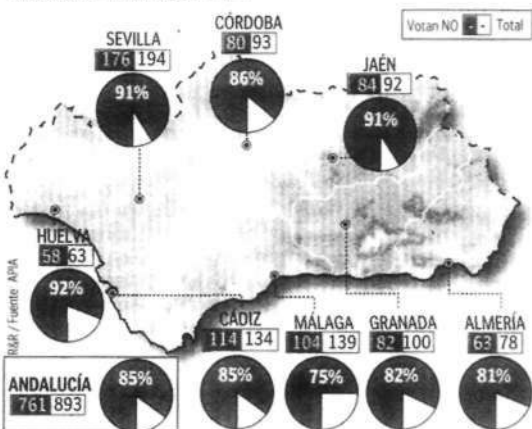 Votan NO - - Total
SEVILLA
176 194
91%
CÓRDOBA
80 93
86%
JAÉN
84 92
91%
HUELVA
58 63
92%
CÁDIZ
114 134
85%
MÁLAGA
104 139
75%
GRANADA
82 100
82%
ALMERÍA
63 78
81%
ANDALUCÍA
761 893
85%
R&R / Fuente APIA